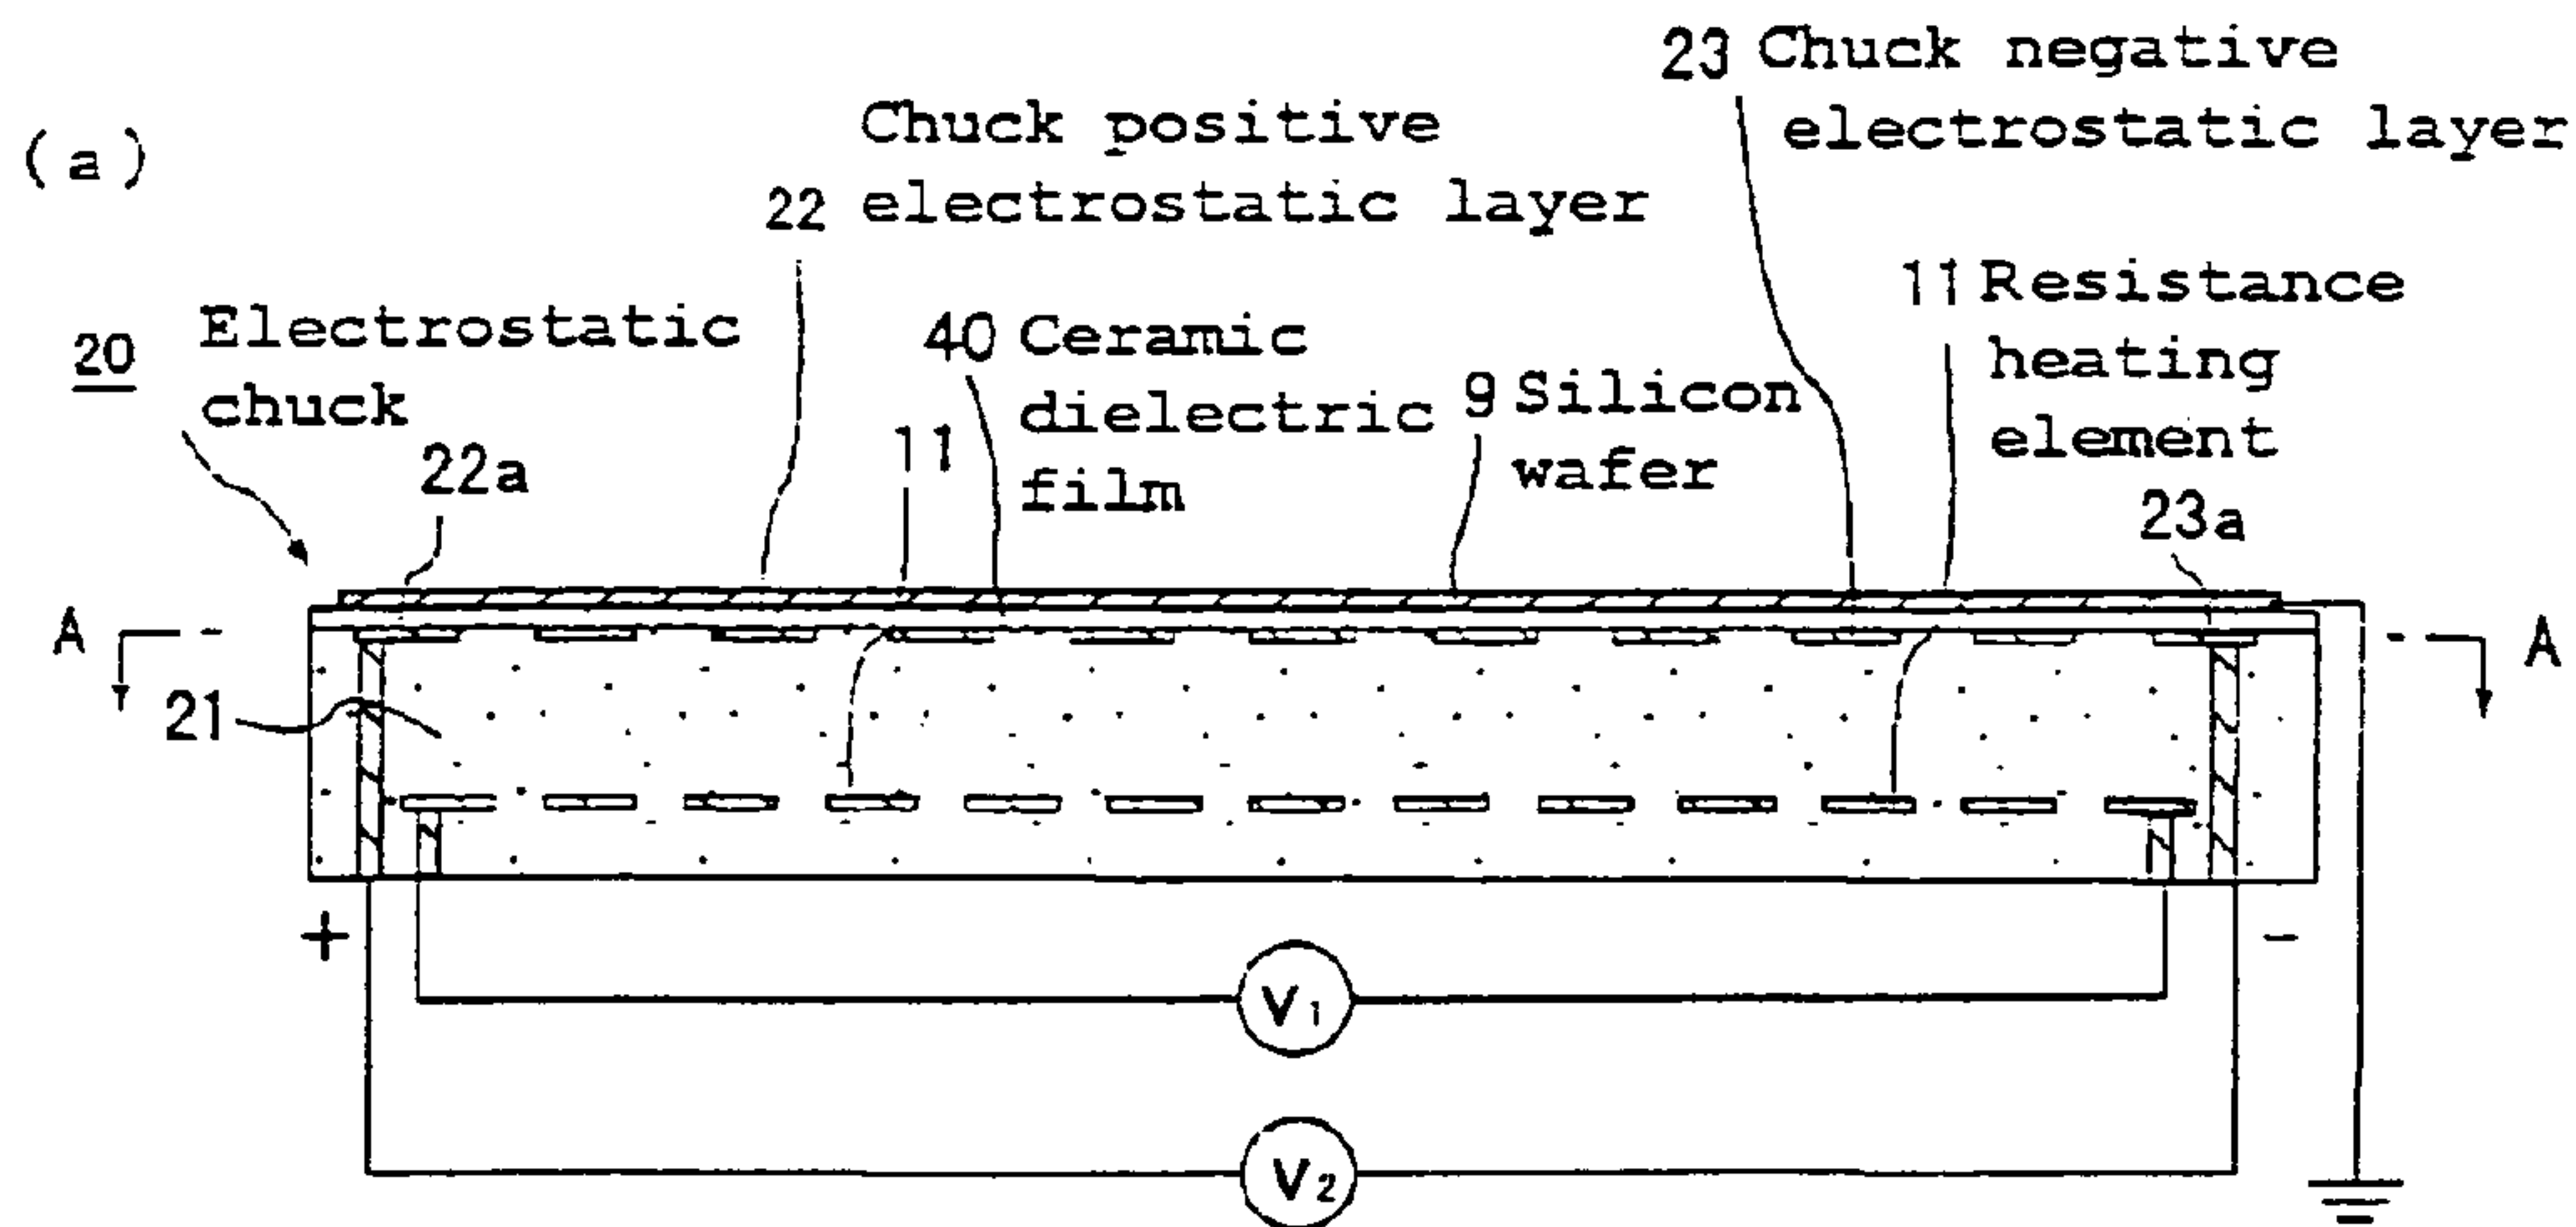 (a)
23 Chuck negative
electrostatic layer
Chuck positive
22 electrostatic layer
20 Electrostatic
chuck
40 Ceramic
dielectric
film
9 Silicon
wafer
11 Resistance
heating
element
22a
11
23a
A
A
21
+
-
V1
V2